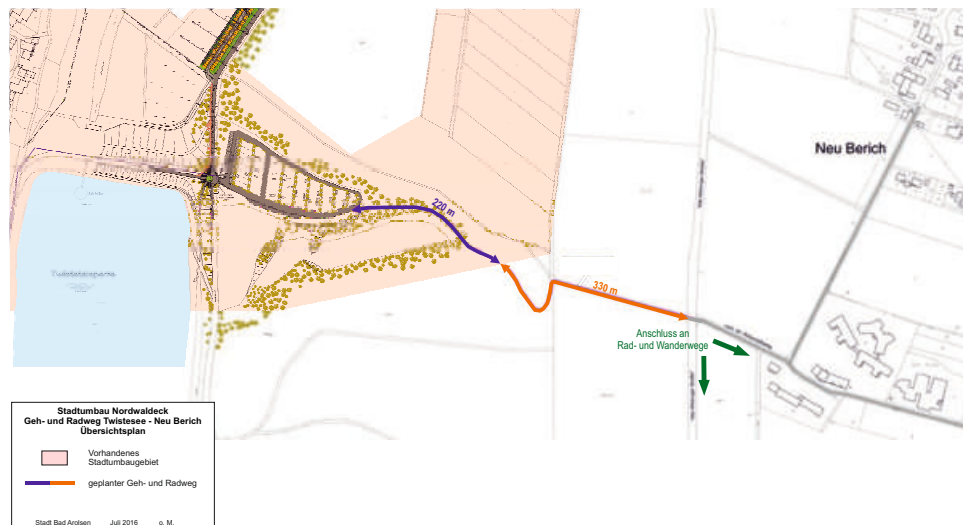 Neu Berich
220 m
330 m
Anschluss an
Rad- und Wanderwege
Stadtumbau Nordwaldeck
Geh- und Radweg Twistesee - Neu Berich
Übersichtsplan
Vorhandenes
Stadtumbaugebiet
geplanter Geh- und Radweg
Stadt Bad Arolsen Juli 2016 o. M.